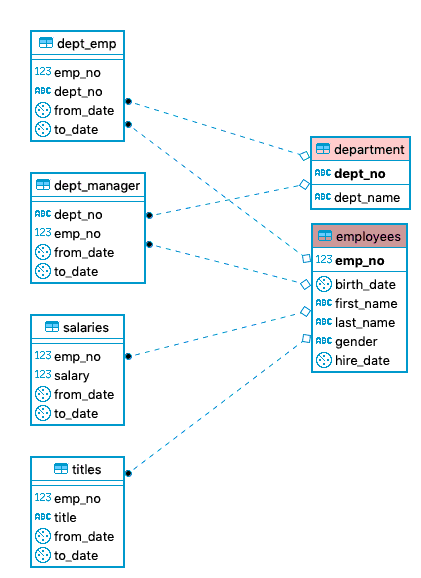 dept_emp
123 emp_no
ABC dept_no
from_date
to_date
dept_manager
ABC dept_no
123 emp_no
from_date
to_date
salaries
123 emp_no
123 salary
from_date
to_date
titles
123 emp_no
ABC title
from_date
to_date
department
ABC dept_no
ABC dept_name
employees
123 emp_no
birth_date
ABC first_name
ABC last_name
ABC gender
hire_date